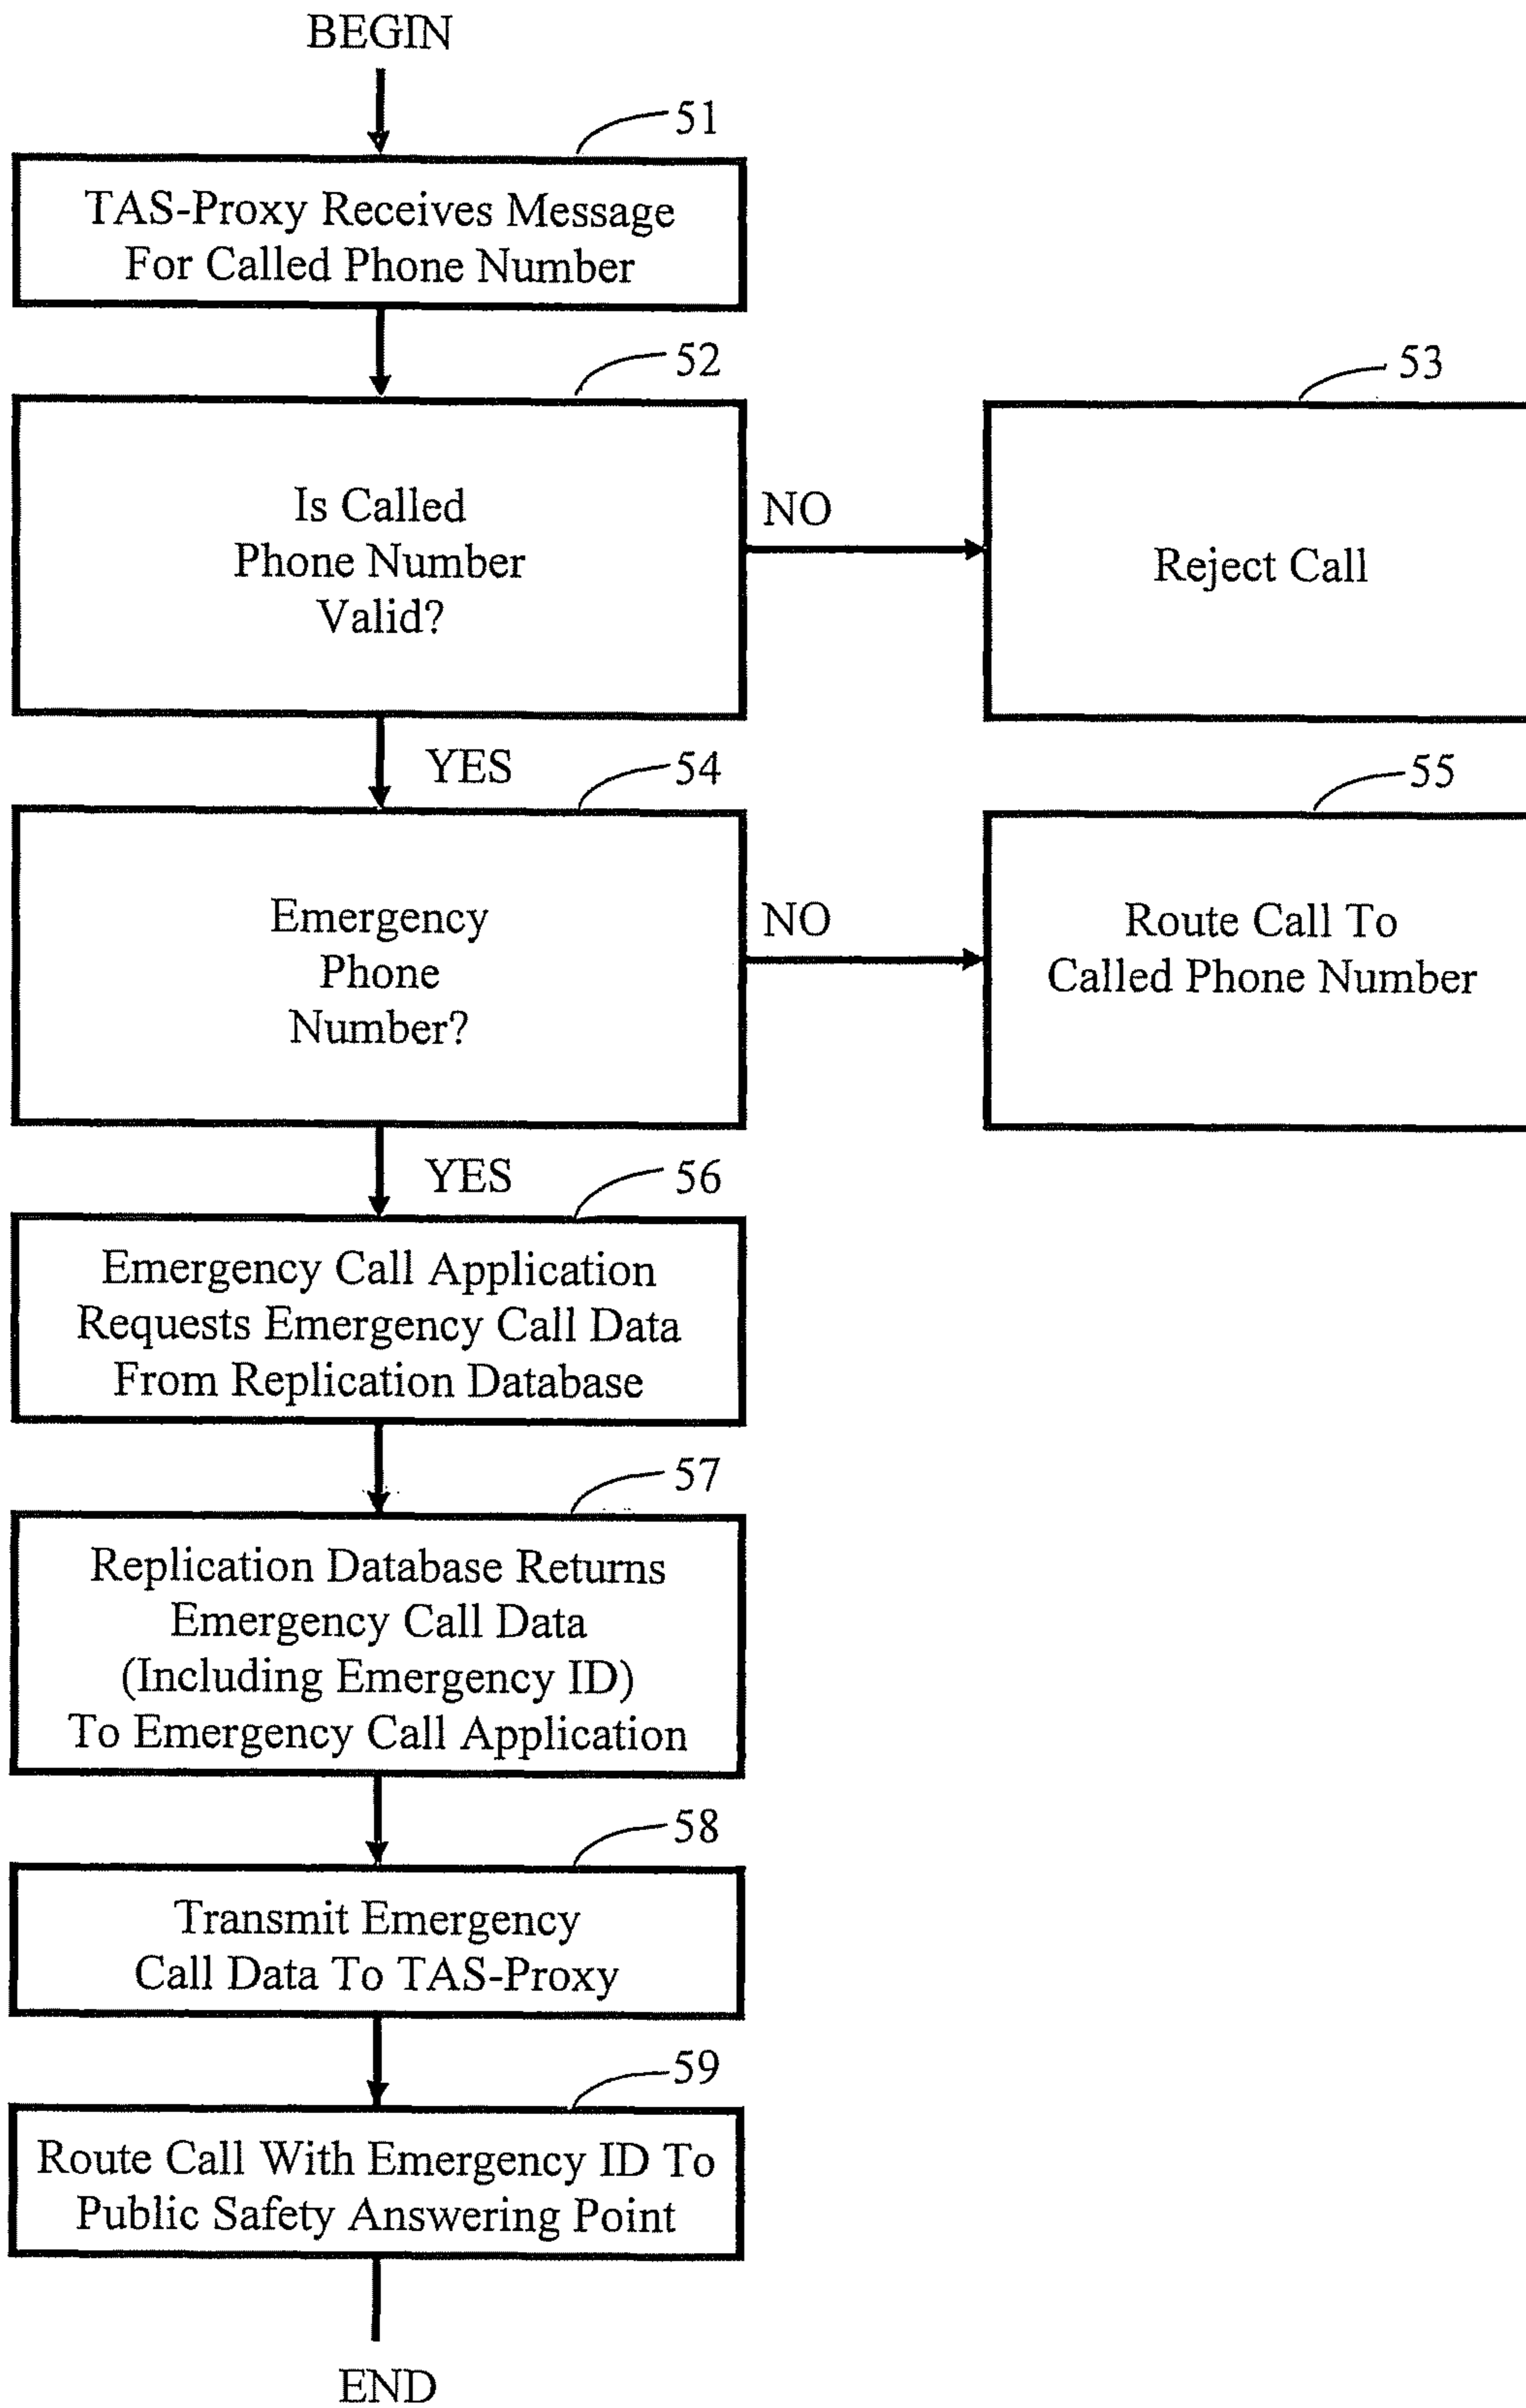 BEGIN
51
TAS-Proxy Receives Message
For Called Phone Number
52
Is Called
Phone Number
Valid?
NO
53
Reject Call
YES
54
Emergency
Phone
Number?
NO
55
Route Call To
Called Phone Number
YES
56
Emergency Call Application
Requests Emergency Call Data
From Replication Database
57
Replication Database Returns
Emergency Call Data
(Including Emergency ID)
To Emergency Call Application
58
Transmit Emergency
Call Data To TAS-Proxy
59
Route Call With Emergency ID To
Public Safety Answering Point
END